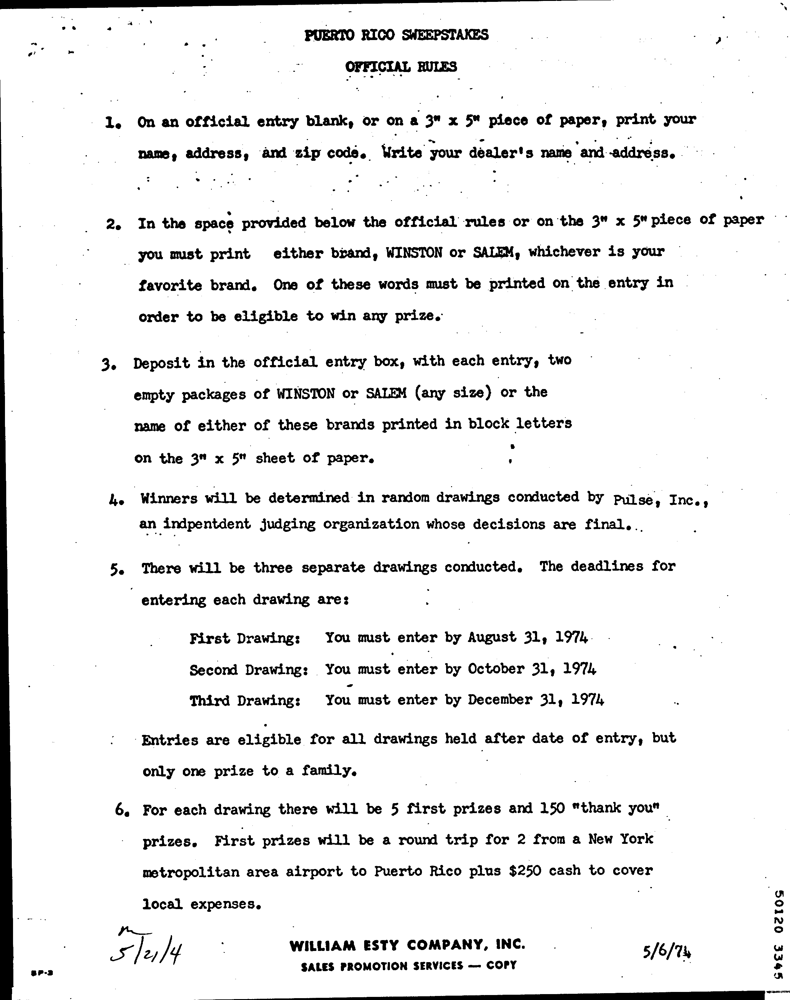 PUERTO RICO SWEEPSTAKES
OFFICIAL RULES
1. On an official entry blank, or on a 3" x 5" piece of paper, print your
name, address, and zip code. Write your dealer's name and address.
2. In the space provided below the official rules or on the 3" x 5" piece of paper
you must print either brand, WINSTON or SALEM, whichever is your
favorite brand. One of these words must be printed on the entry in
order to be eligible to win any prize.
3. Deposit in the official entry box, with each entry, two
empty packages of WINSTON or SALEM (any size) or the
name of either of these brands printed in block letters
on the 3" x 5" sheet of paper.
4. Winners will be determined in random drawings conducted by Pulse, Inc.,
an indpentdent judging organization whose decisions are final.
5. There will be three separate drawings conducted. The deadlines for
entering each drawing are:
First Drawing: You must enter by August 31, 1974
Second Drawing: You must enter by October 31, 1974
Third Drawing: You must enter by December 31, 1974
Entries are eligible for all drawings held after date of entry, but
only one prize to a family.
6. For each drawing there will be 5 first prizes and 150 "thank you"
prizes. First prizes will be a round trip for 2 from a New York
metropolitan area airport to Puerto Rico plus $250 cash to cover
local expenses.
5/21/4
WILLIAM ESTY COMPANY, INC.
SALES PROMOTION SERVICES — COPY
5/6/74
SP-3
50120 3345